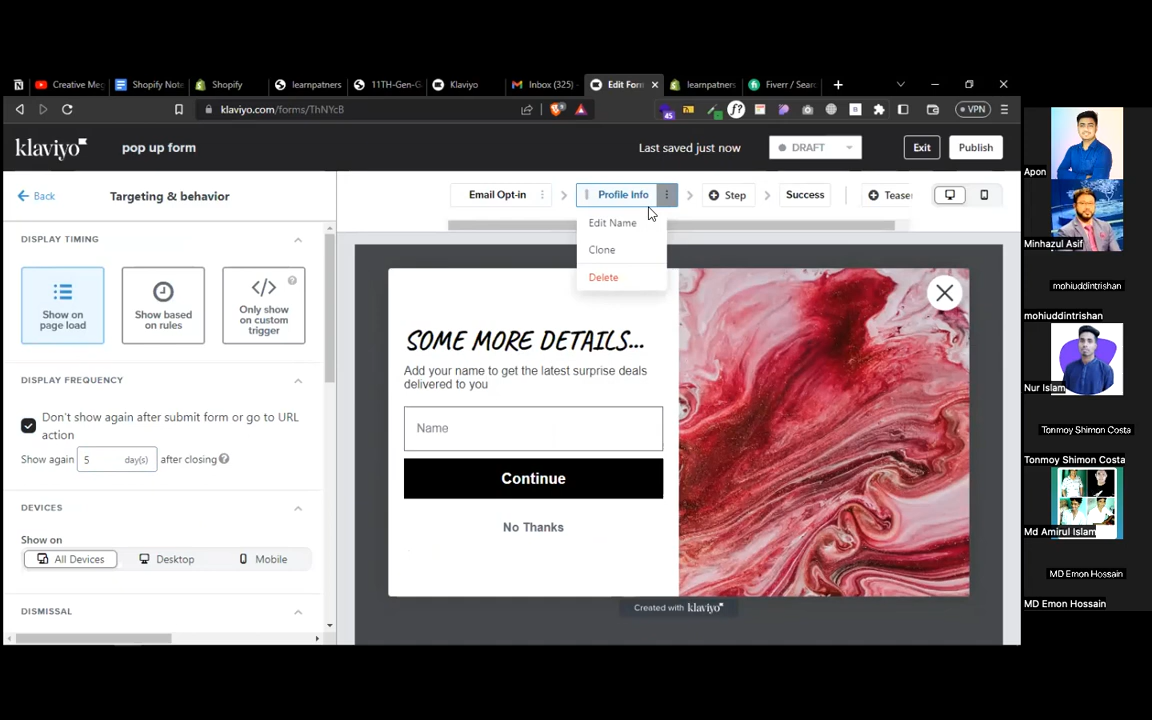 Creative Meg
Shopify Note
Shopify
learnpatners
11TH-Gen-G
Klaviyo
Inbox (325)
Edit Form
learnpatners
Fiverr / Sear
klaviyo.com/forms/ThNYcB
45
f?
VPN
klaviyo
pop up form
Last saved just now
DRAFT
Exit
Publish
Back
Targeting & behavior
Email Opt-in
Profile Info
Step
Success
Teaser
Edit Name
Clone
Delete
DISPLAY TIMING
Show on
page load
Show based
on rules
Only show
on custom
trigger
DISPLAY FREQUENCY
Don't show again after submit form or go to URL
action
Show again 5 day(s) after closing
DEVICES
Show on
All Devices
Desktop
Mobile
DISMISSAL
SOME MORE DETAILS...
Add your name to get the latest surprise deals
delivered to you
Name
Continue
No Thanks
Created with klaviyo
Apon
Minhazul Asif
mohiuddintrishan
mohiuddintrishan
Nur Islam
Tonmoy Shimon Costa
Tonmoy Shimon Costa
Md Amirul Islam
MD Emon Hossain
MD Emon Hossain